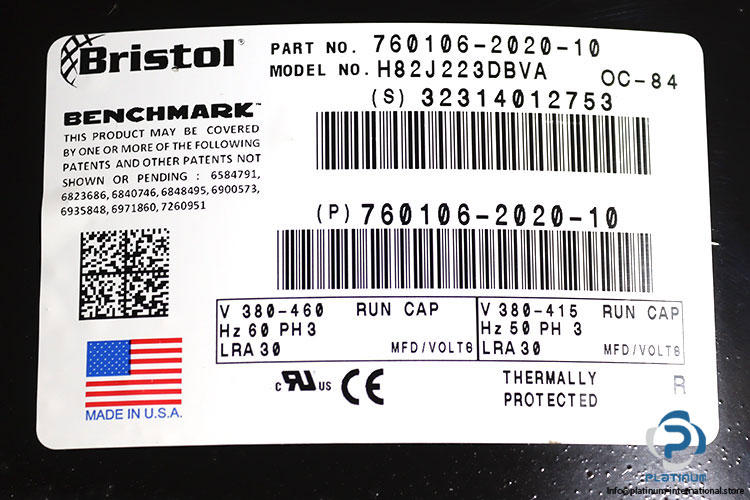 Bristol®
PART NO. 760106-2020-10
MODEL NO. H82J223DBVA OC-84
(S) 32314012753
BENCHMARK™
THIS PRODUCT MAY BE COVERED
BY ONE OR MORE OF THE FOLLOWING
PATENTS AND OTHER PATENTS NOT
SHOWN OR PENDING : 6584791,
6823686, 6840746, 6848495, 6900573,
6935848, 6971860, 7260951
(P) 760106-2020-10
V 380-460 RUN CAP
Hz 60 PH 3
LRA 30 MFD/VOLTS
V 380-415 RUN CAP
Hz 50 PH 3
LRA 30 MFD/VOLTS
MADE IN U.S.A.
c RU US CE
THERMALLY
PROTECTED
R
PLATINUM
Info@platinum-international.store